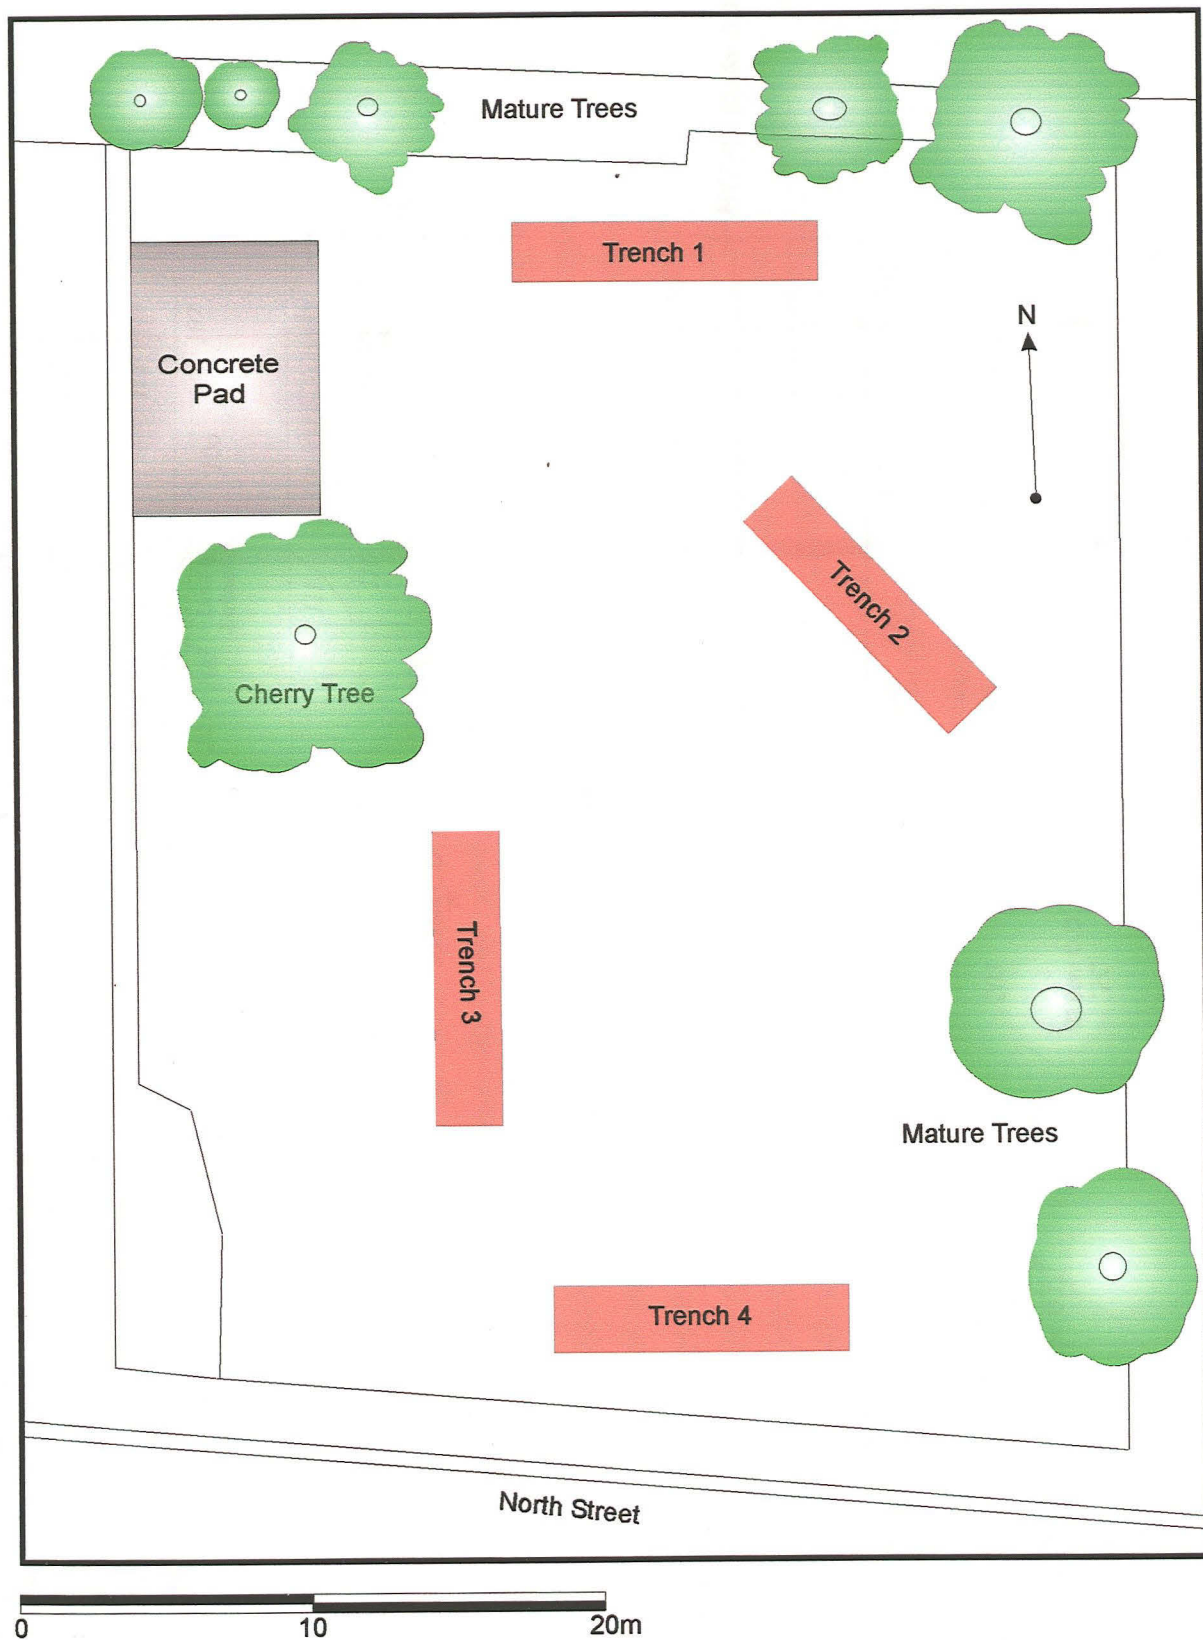 Mature Trees
Trench 1
N
Concrete
Pad
Trench 2
Cherry Tree
Trench 3
Mature Trees
Trench 4
North Street
0 10 20m